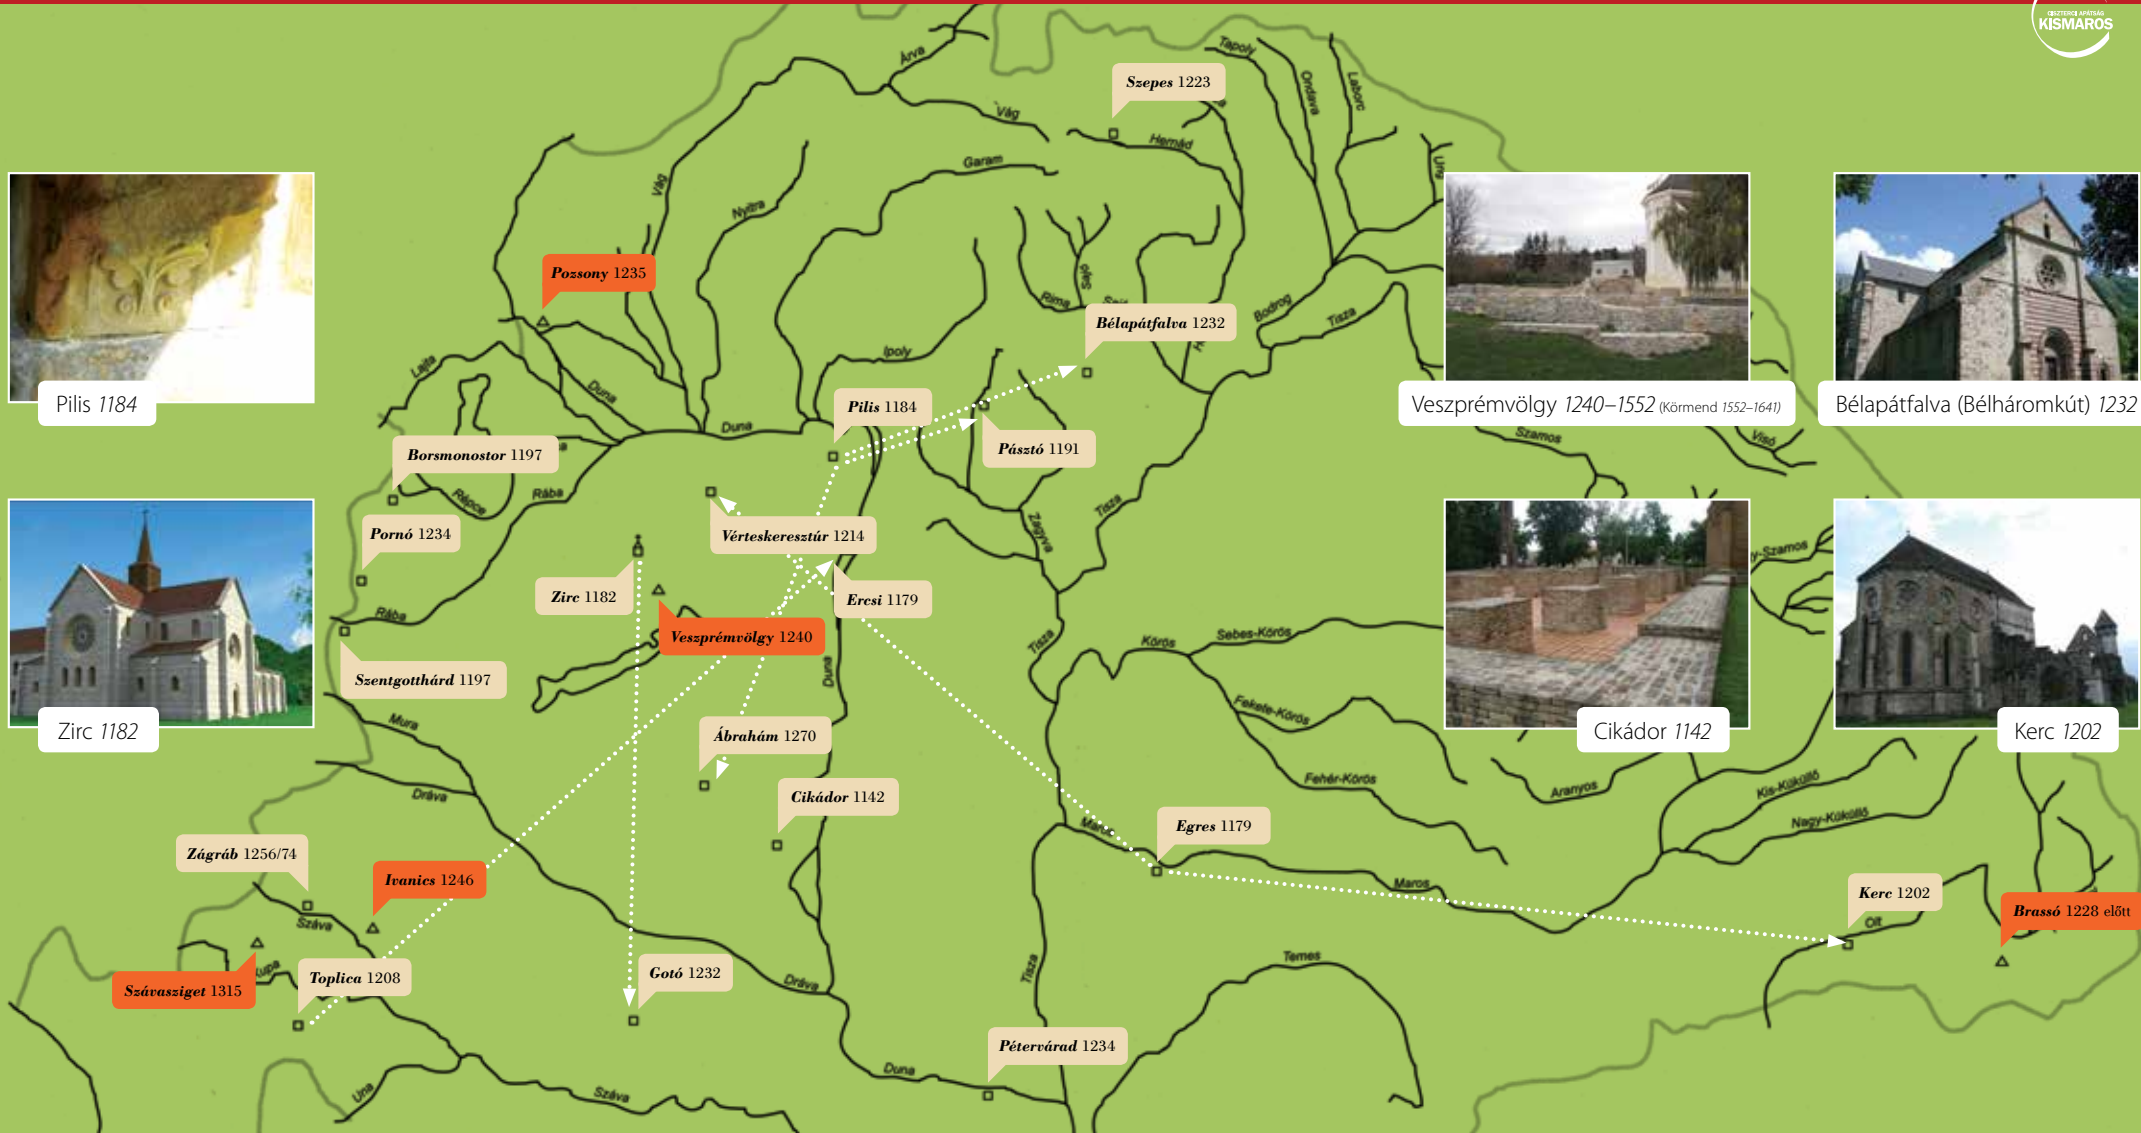 CISZTERCI APÁTSÁG
KISMAROS
Árva
Tapoly
Ondava
Laborc
Szepes 1223
Vág
Hernád
Garam
Vág
Nyitra
Ung
Sajó
Rima
Bodrog
Tisza
Pozsony 1235
Bélapátfalva 1232
Lajta
Duna
Ipoly
Pilis 1184
Pilis 1184
Veszprémvölgy 1240–1552 (Körmend 1552–1641)
Bélapátfalva (Bélháromkút) 1232
Duna
Pásztó 1191
Szamos
Visó
Borsmonostor 1197
Répce
Rába
Tisza
Zagyva
Pornó 1234
Vérteskeresztúr 1214
y-Szamos
Zirc 1182
Ercsi 1179
Rába
Veszprémvölgy 1240
Tisza
Körös
Sebes-Körös
Szentgotthárd 1197
Duna
Fekete-Körös
Mura
Zirc 1182
Ábrahám 1270
Cikádor 1142
Kerc 1202
Dráva
Cikádor 1142
Fehér-Körös
Aranyos
Kis-Küküllő
Nagy-Küküllő
Maros
Egres 1179
Zágráb 1256/74
Ivanics 1246
Maros
Kerc 1202
Olt
Brassó 1228 előtt
Száva
Kupa
Szávasziget 1315
Toplica 1208
Gotó 1232
Dráva
Tisza
Temes
Pétervárad 1234
Duna
Una
Száva